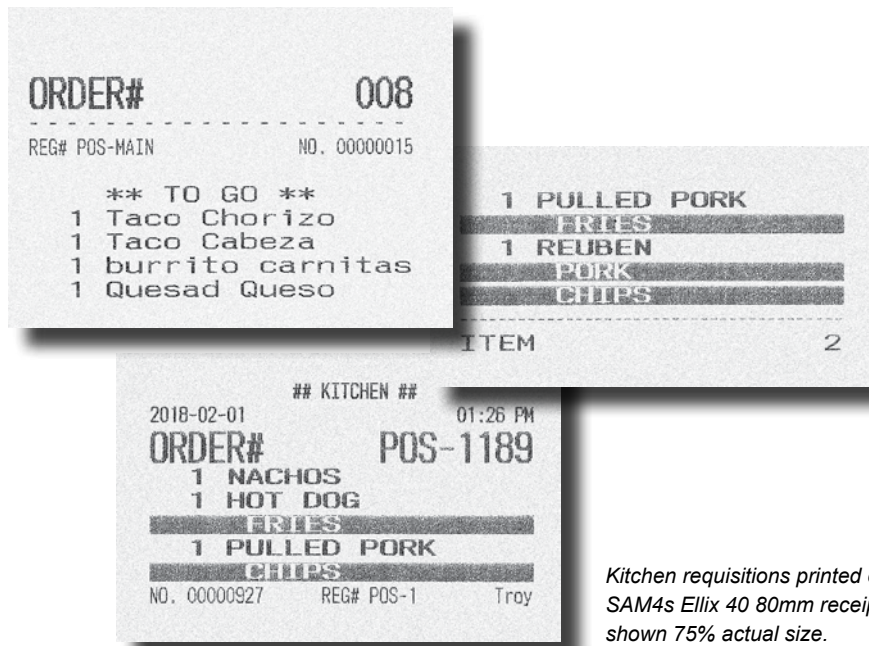 ORDER# 008
REG# POS-MAIN NO. 00000015
** TO GO **
1 Taco Chorizo
1 Taco Cabeza
1 burrito carnitas
1 Quesad Queso
1 PULLED PORK
FRIES
1 REUBEN
PORK
CHIPS
ITEM 2
## KITCHEN ##
2018-02-01 01:26 PM
ORDER# POS-1189
1 NACHOS
1 HOT DOG
FRIES
1 PULLED PORK
CHIPS
NO. 00000927 REG# POS-1 Troy
Kitchen requisitions printed
SAM4s Ellix 40 80mm
shown 75% actual size.